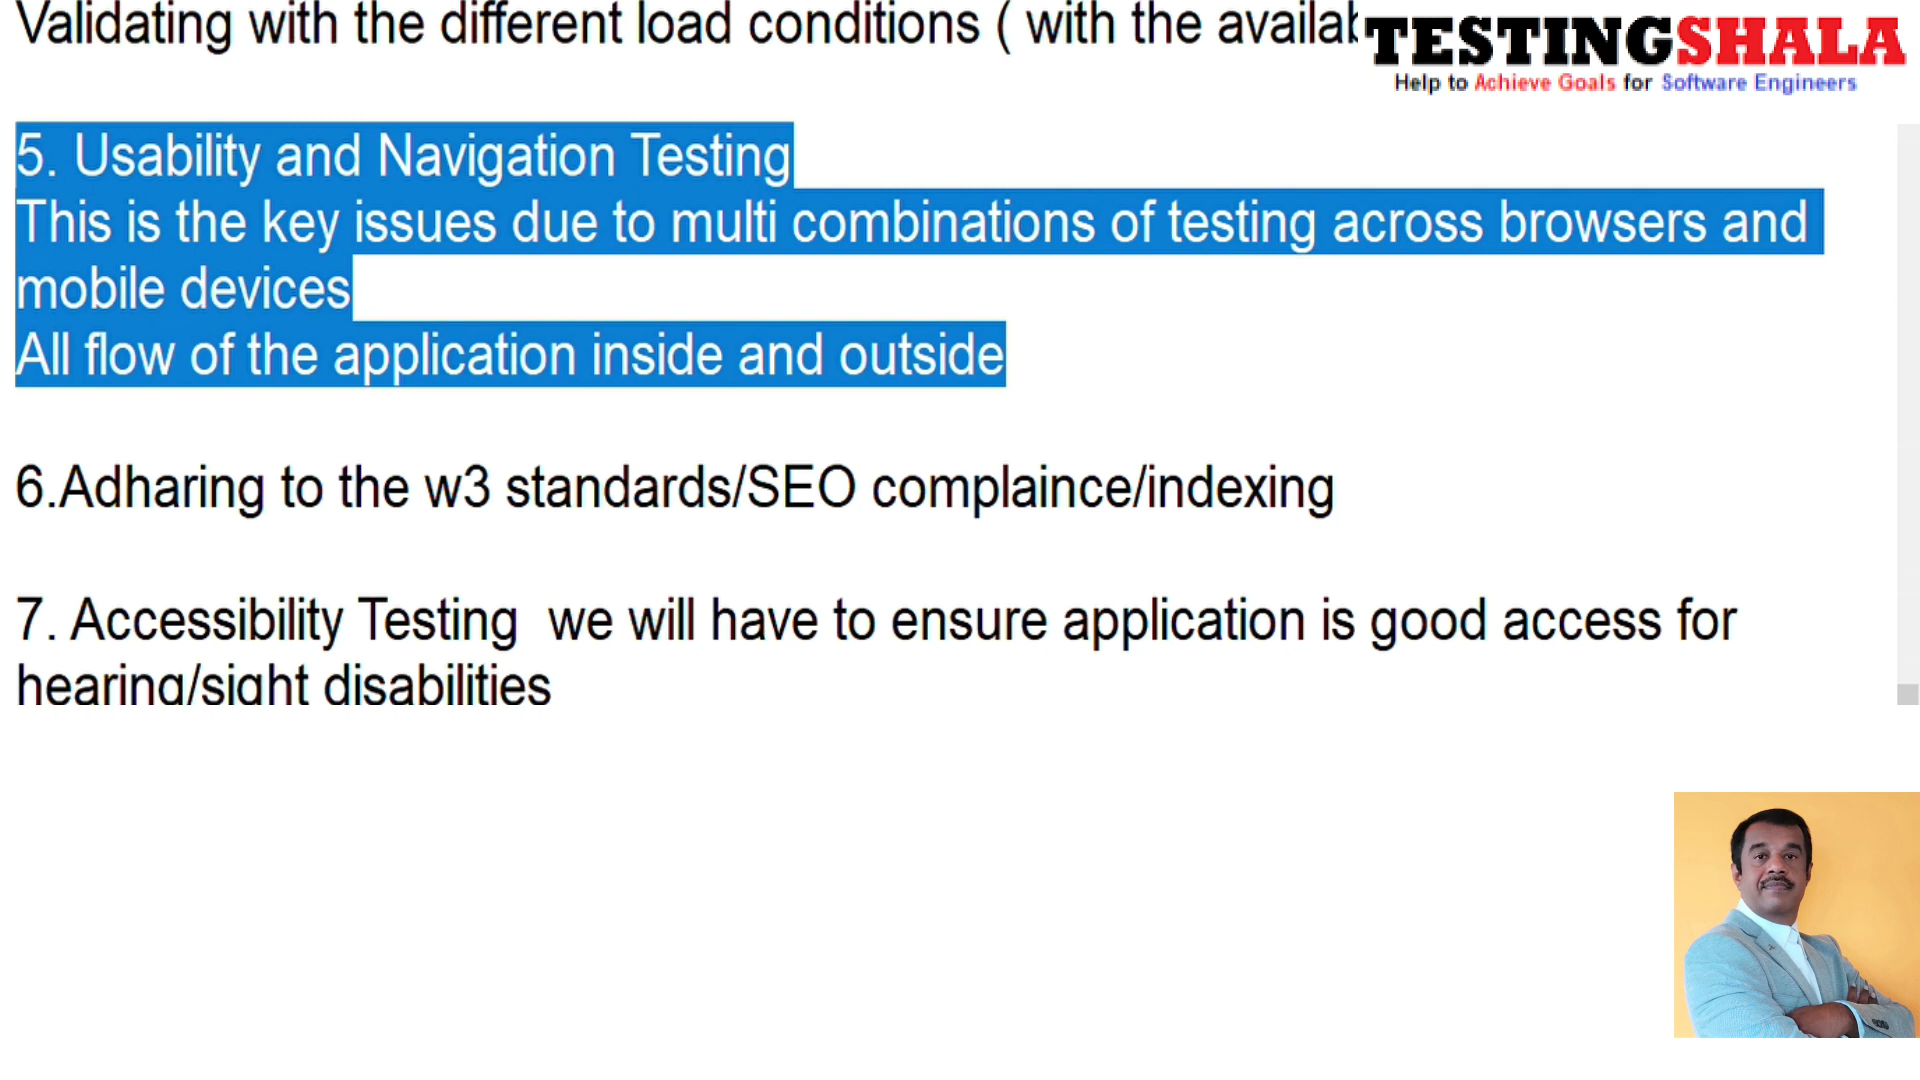 Validating with the different load conditions ( with the
TESTINGSHALA
Help to Achieve Goals for Software Engineers
5. Usability and Navigation Testing
This is the key issues due to multi combinations of testing across browsers and
mobile devices
All flow of the application inside and outside
6.Adharing to the w3 standards/SEO complaince/indexing
7. Accessibility Testing  we will have to ensure application is good access for
hearing/sight disabilities